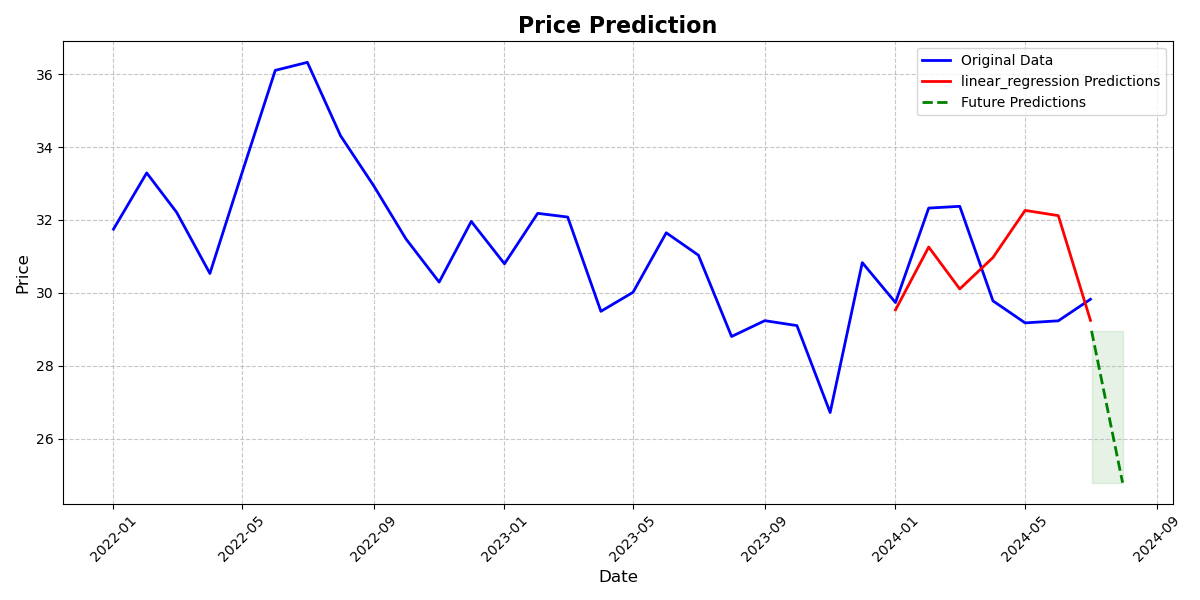 Price Prediction
Original Data
linear_regression Predictions
Future Predictions
Price
36
34
32
30
28
26
2022-01
2022-05
2022-09
2023-01
2023-05
2023-09
2024-01
2024-05
2024-09
Date